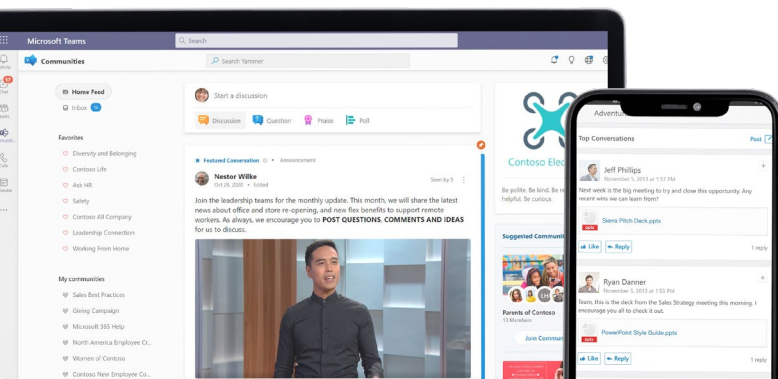 Microsoft Teams
Search
Communities
Search Yammer
Home Feed
Inbox
Favorites
Diversity and Belonging
Contoso Life
Ask HR
Safety
Contoso All Company
Leadership Connection
Working From Home
My communities
Sales Best Practices
Giving Campaign
Microsoft 365 Help
North America Employee Cr...
Women of Contoso
Contoso New Employee Co...
Start a discussion
Discussion Question Praise Poll
Featured Conversation • Announcement
Nestor Wilke
Oct 26, 2020 • Edited
Seen by 5
Join the leadership teams for the monthly update. This month, we will share the latest
news about office and store re-opening, and new flex benefits to support remote
workers. As always, we encourage you to POST QUESTIONS, COMMENTS AND IDEAS
for us to discuss.
Contoso Elec
Be polite. Be kind. Be re
helpful. Be curious.
Suggested Communit
LH
Parents of Contoso
13 Members
Join Commun
Adventur
Top Conversations
Post
Jeff Phillips
November 5, 2013 at 1:57 PM
Next week is the big meeting to try and close this opportunity. Any
recent wins we can learn from?
pptx
Sierra Pitch Deck.pptx
Like Reply
1 reply
Ryan Danner
November 5, 2013 at 1:53 PM
Team, this is the deck from the Sales Strategy meeting this morning. I
encourage you all to check it out.
pptx
PowerPoint Style Guide.pptx
Like Reply
1 reply